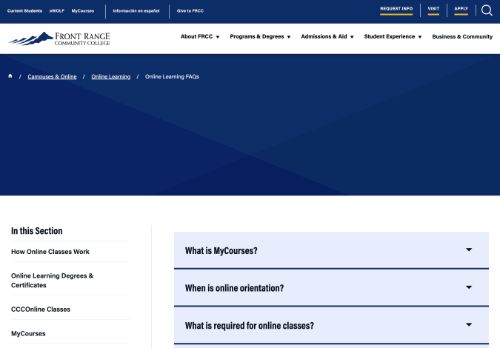 Current Students eWOLF MyCourses Información en español Give to FRCC REQUEST INFO VISIT APPLY
FRONT RANGE
COMMUNITY COLLEGE
About FRCC Programs & Degrees Admissions & Aid Student Experience Business & Community
/ Campuses & Online / Online Learning / Online Learning FAQs
In this Section
How Online Classes Work
Online Learning Degrees &
Certificates
CCCOnline Classes
MyCourses
What is MyCourses?
When is online orientation?
What is required for online classes?